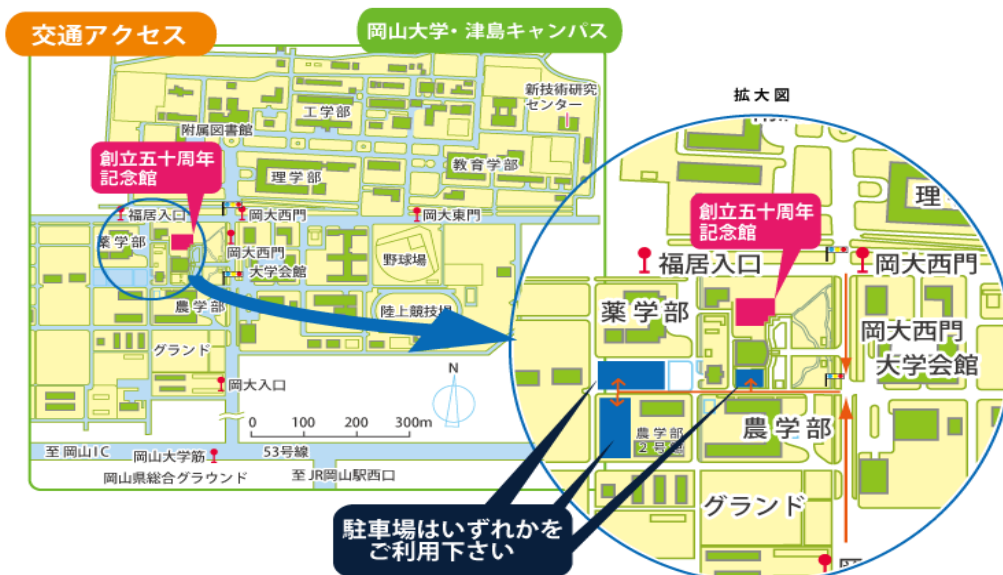 交通アクセス
岡山大学・津島キャンパス
新技術研究
センター
工学部
附属図書館
創立五十周年
記念館
理学部
教育学部
福居入口
岡大西門
岡大東門
薬学部
岡大西門
大学会館
野球場
農学部
陸上競技場
グランド
岡大入口
N
0 100 200 300m
至岡山IC
岡山大学筋
53号線
岡山県総合グラウンド
至JR岡山駅西口
拡大図
創立五十周年
記念館
理
福居入口
岡大西門
薬学部
岡大西門
大学会館
農学部
2号館
農学部
グランド
駐車場はいずれかを
ご利用下さい